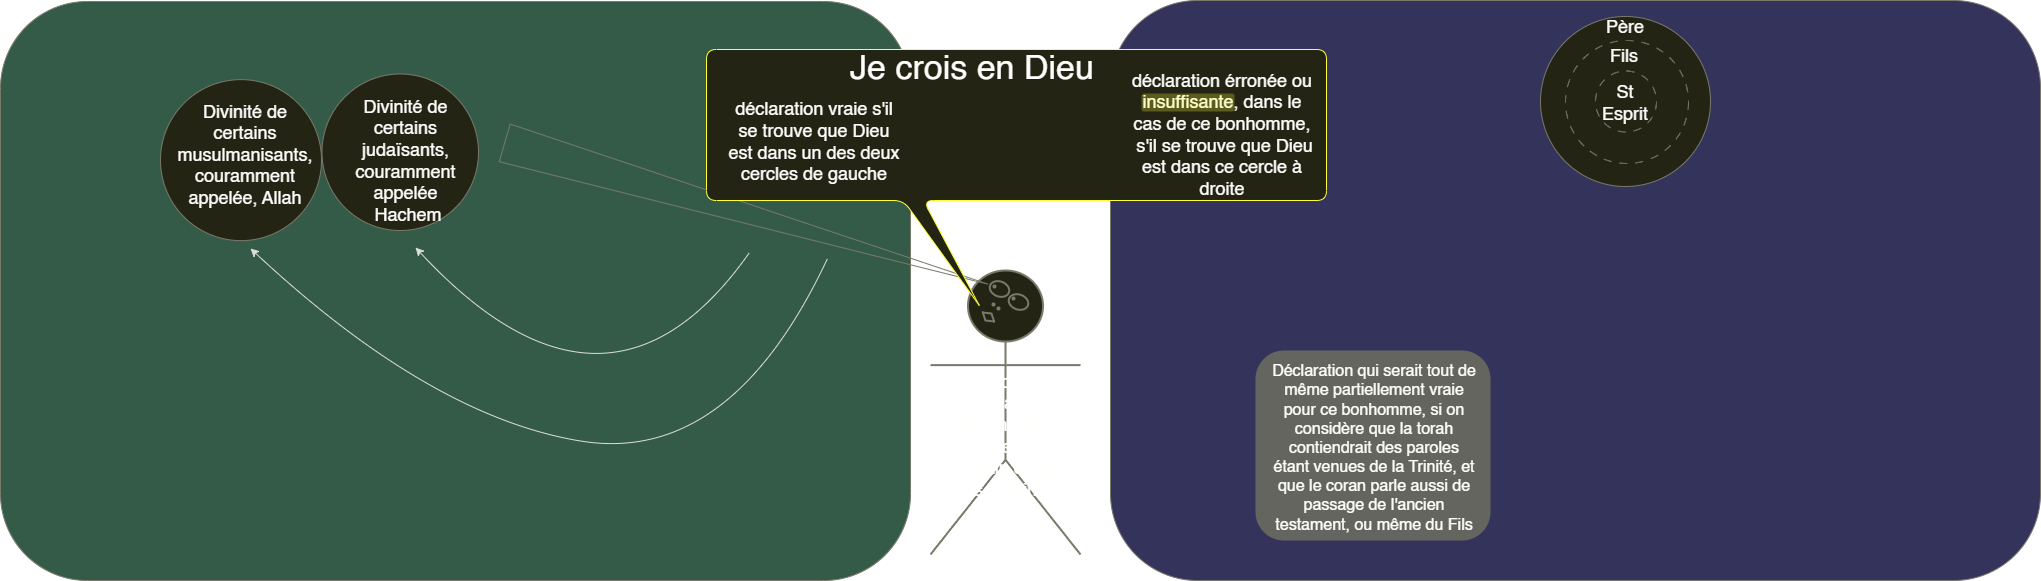 Divinité de
certains
musulmanisants,
couramment
appelée, Allah
Divinité de
certains
judaïsants,
couramment
appelée
Hachem
Je crois en Dieu
déclaration vraie s'il
se trouve que Dieu
est dans un des deux
cercles de gauche
déclaration érronée ou
insuffisante, dans le
cas de ce bonhomme,
s'il se trouve que Dieu
est dans ce cercle à
droite
Père
Fils
St
Esprit
Déclaration qui serait tout de
même partiellement vraie
pour ce bonhomme, si on
considère que la torah
contiendrait des paroles
étant venues de la Trinité, et
que le coran parle aussi de
passage de l'ancien
testament, ou même du Fils